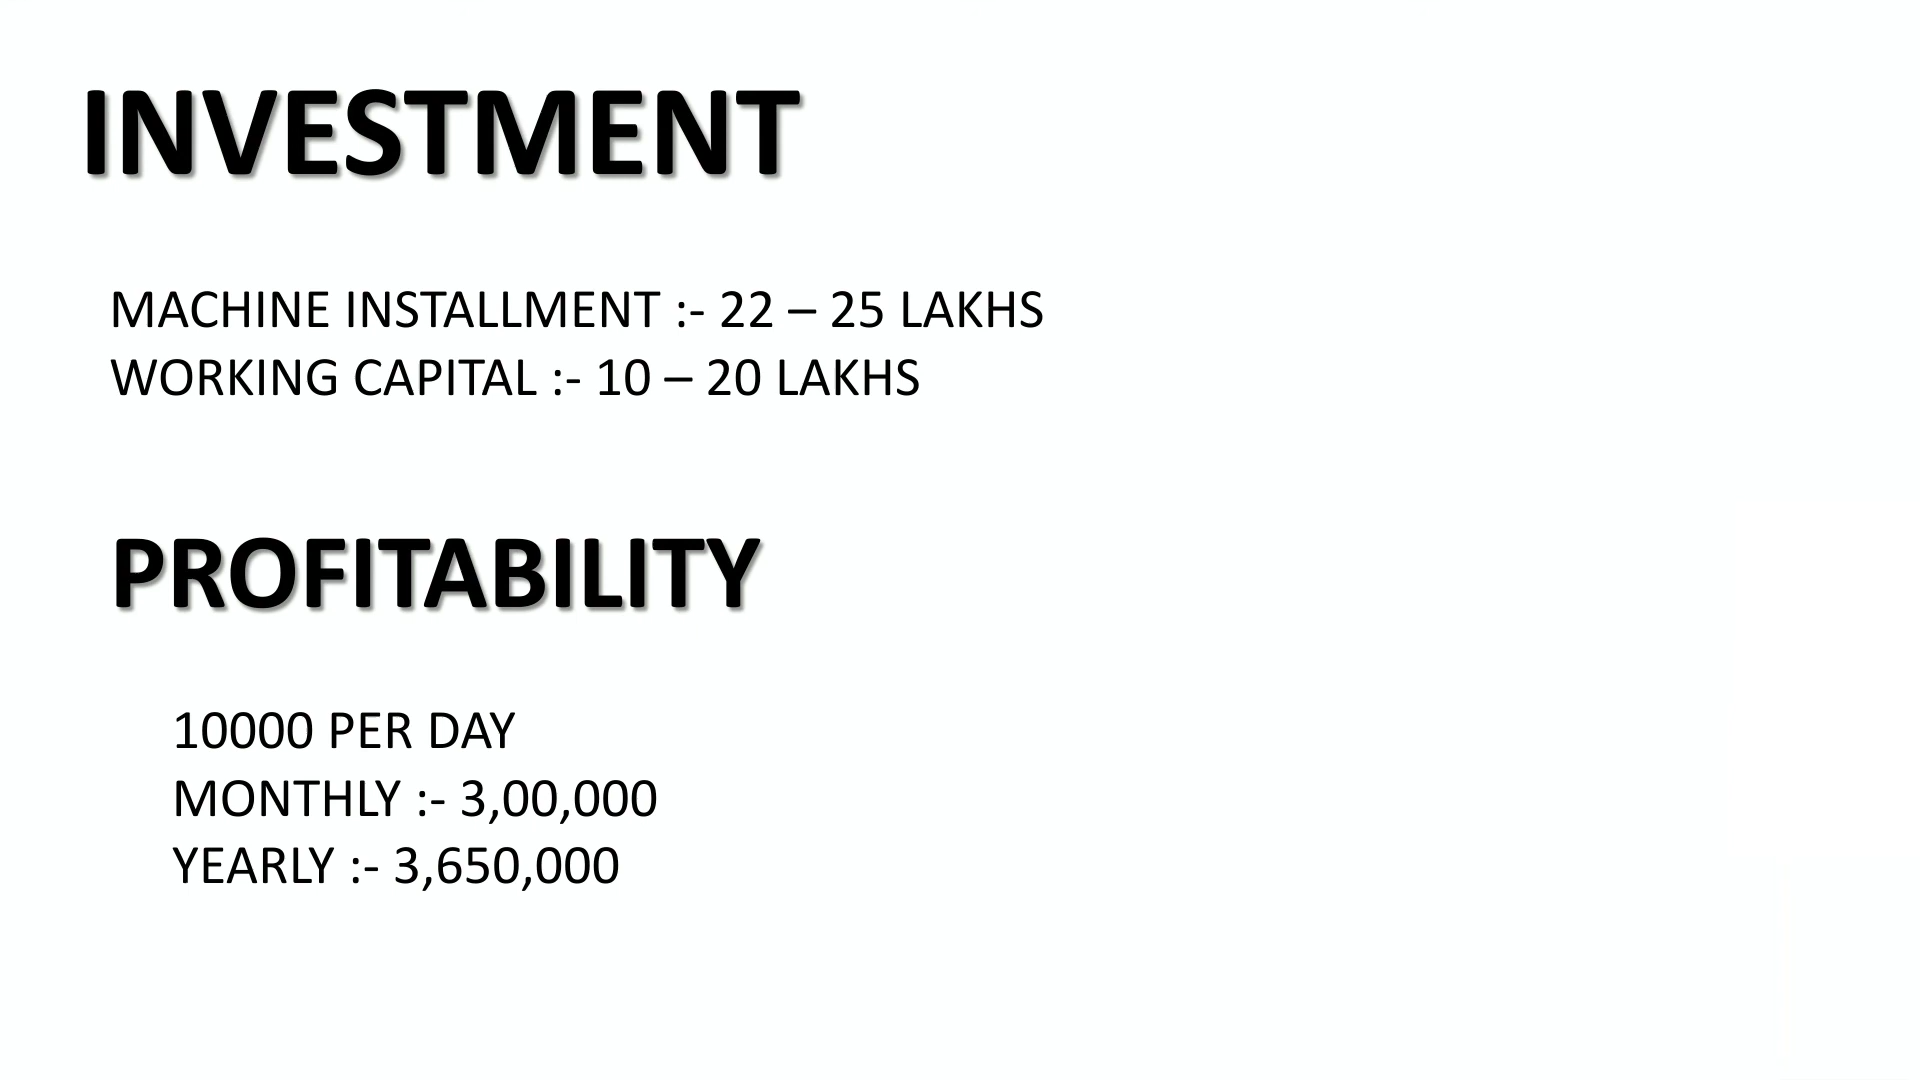 INVESTMENT
MACHINE INSTALLMENT :- 22 – 25 LAKHS
WORKING CAPITAL :- 10 – 20 LAKHS
PROFITABILITY
10000 PER DAY
MONTHLY :- 3,00,000
YEARLY :- 3,650,000